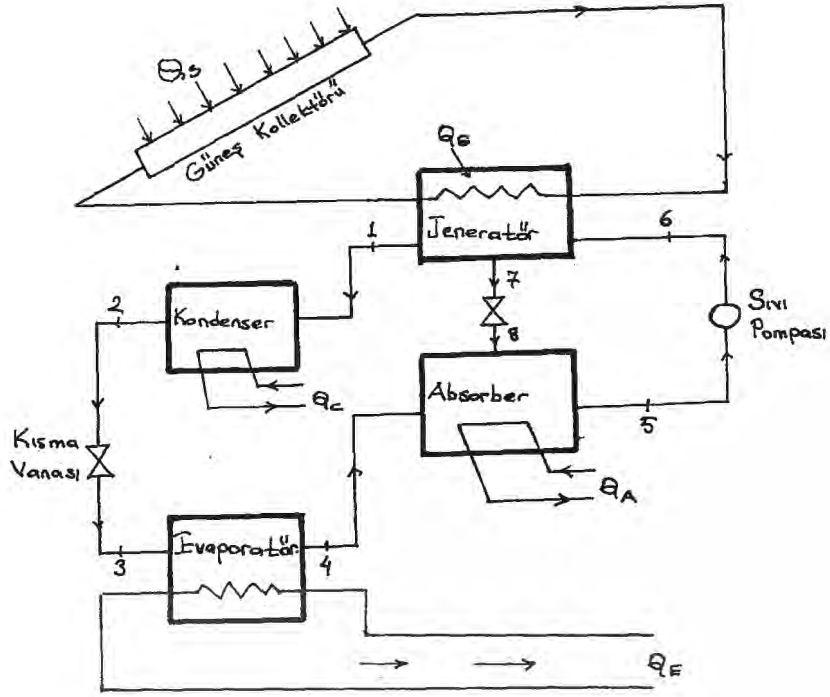 Q,s
Güneş Kollektörü
QG
Jeneratör
1
6
7
2
Kondenser
8
Sıvı
Pompası
Absorber
Qc
5
Kısma
Vanası
QA
Evaporatör
3
4
QE